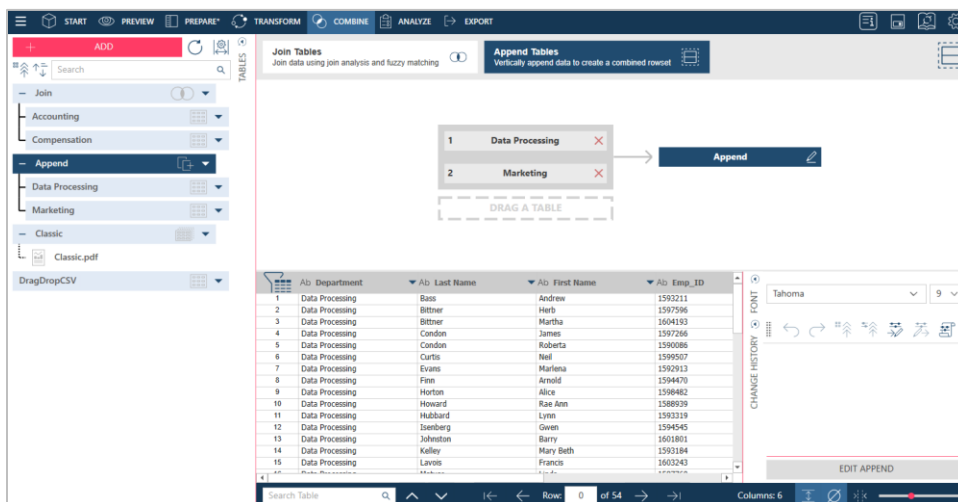 START PREVIEW PREPARE* TRANSFORM COMBINE ANALYZE EXPORT
ADD
Search
TABLES
Join
Accounting
Compensation
Append
Data Processing
Marketing
Classic
Classic.pdf
DragDropCSV
Join Tables
Join data using join analysis and fuzzy matching
Append Tables
Vertically append data to create a combined rowset
1 Data Processing
2 Marketing
DRAG A TABLE
Append
Ab Department Ab Last Name Ab First Name Ab Emp_ID
1 Data Processing Bass Andrew 1593211
2 Data Processing Bittner Herb 1597596
3 Data Processing Bittner Martha 1604193
4 Data Processing Condon James 1597266
5 Data Processing Condon Roberta 1590086
6 Data Processing Curtis Neil 1599507
7 Data Processing Evans Marlena 1592913
8 Data Processing Finn Arnold 1594470
9 Data Processing Horton Alice 1598482
10 Data Processing Howard Rae Ann 1588939
11 Data Processing Hubbard Lynn 1593319
12 Data Processing Isenberg Gwen 1594545
13 Data Processing Johnston Barry 1601801
14 Data Processing Kelley Mary Beth 1593184
15 Data Processing Lavois Francis 1603243
FONT
Tahoma 9
CHANGE HISTORY
EDIT APPEND
Search Table Row: 0 of 54 Columns: 6